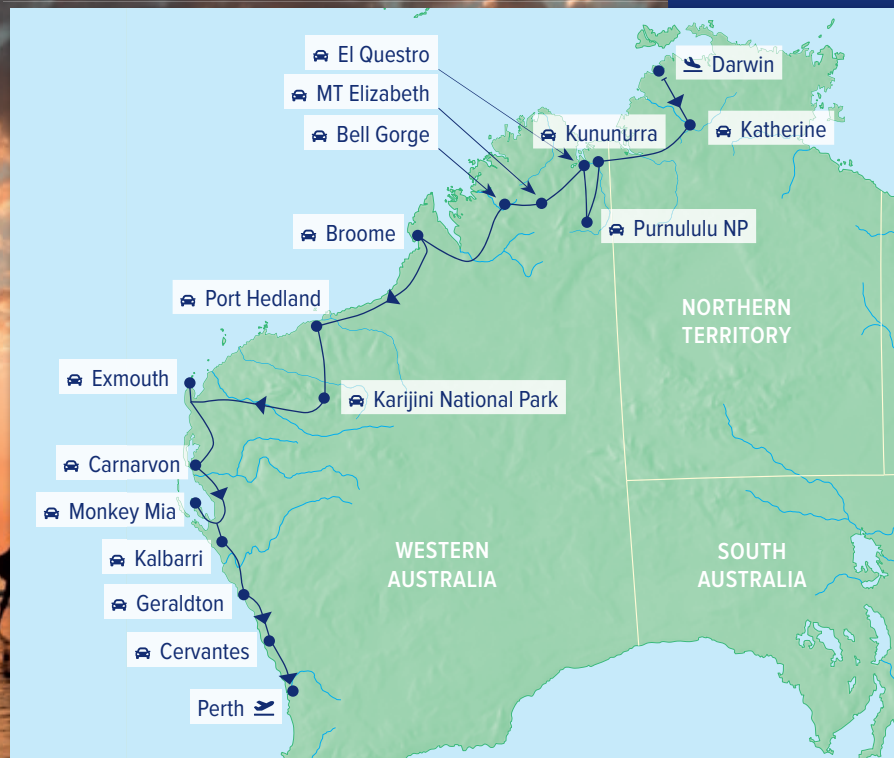 El Questro
Darwin
MT Elizabeth
Bell Gorge
Kununurra
Katherine
Broome
Purnululu NP
Port Hedland
NORTHERN
TERRITORY
Exmouth
Karijini National Park
Carnarvon
Monkey Mia
Kalbarri
WESTERN
AUSTRALIA
SOUTH
AUSTRALIA
Geraldton
Cervantes
Perth